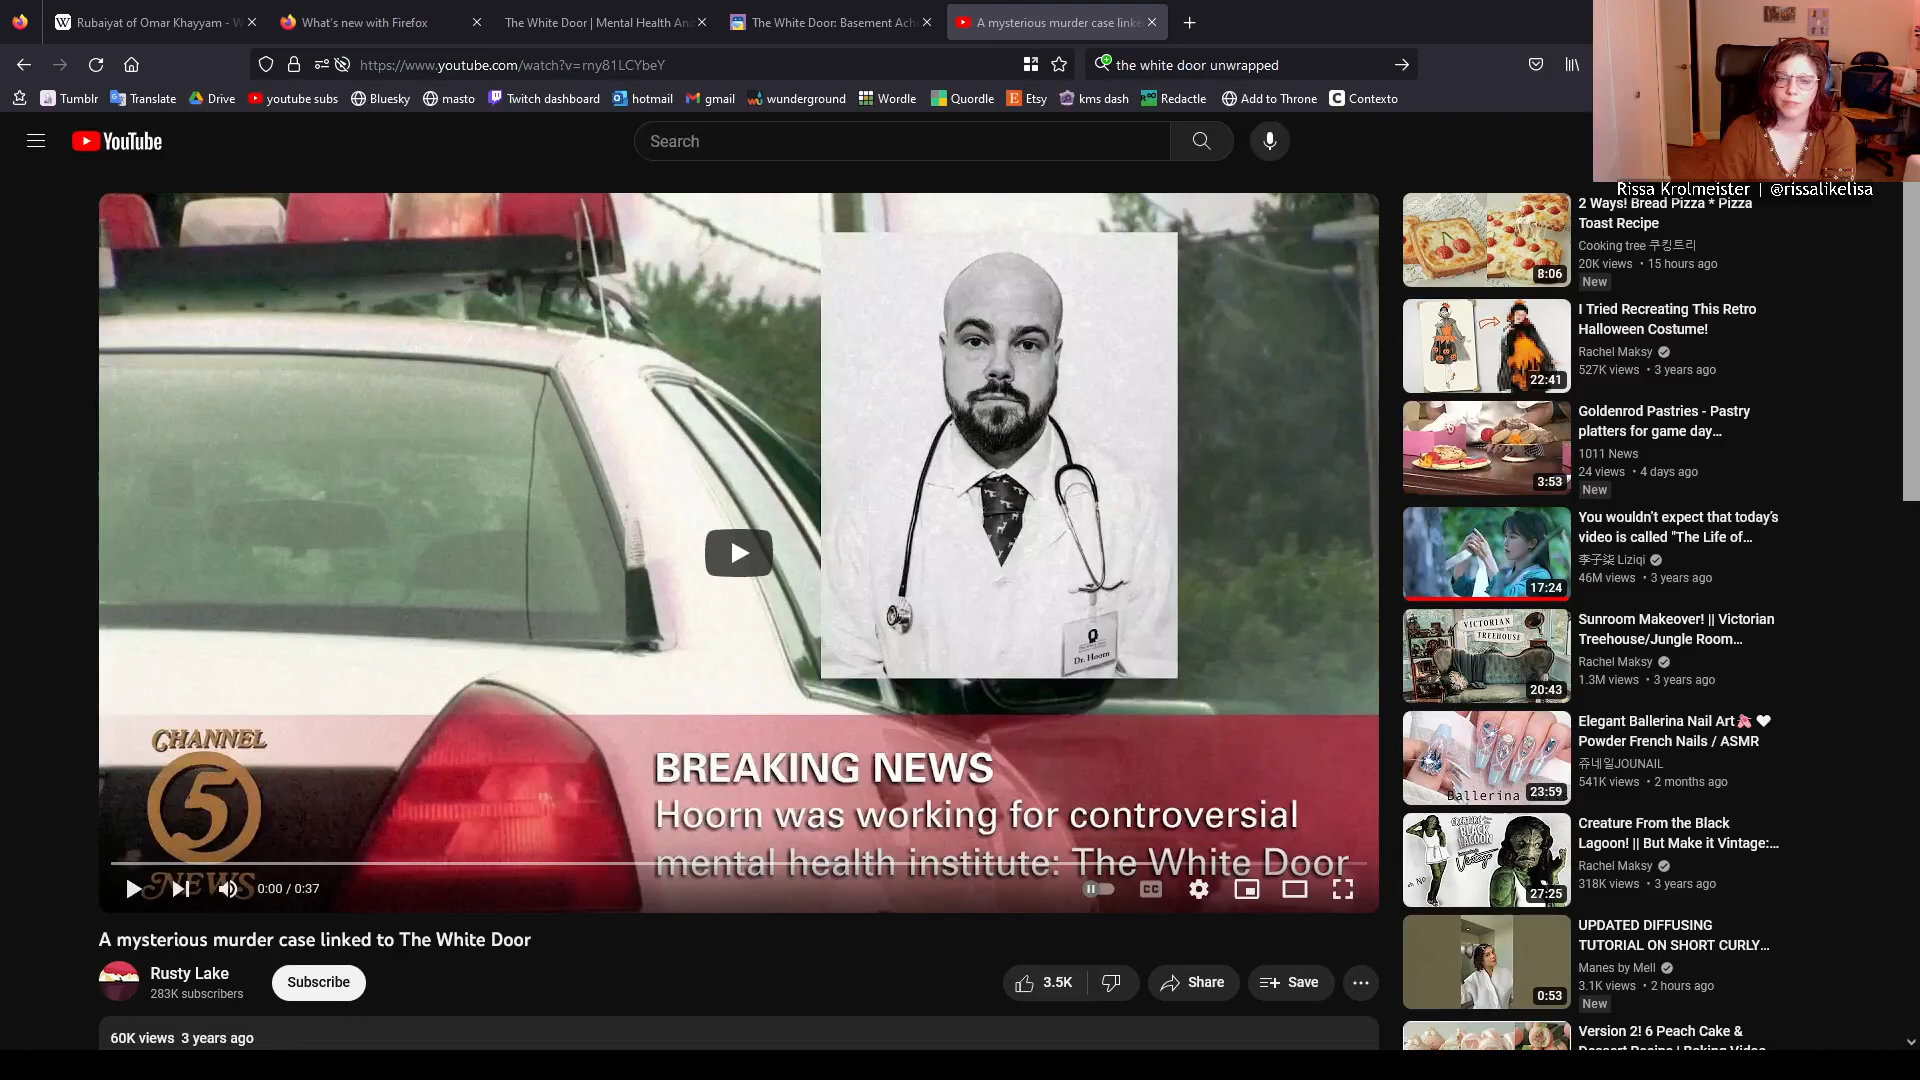 Rubaiyat of Omar Khayyam - W
What's new with Firefox
The White Door | Mental Health An
The White Door: Basement Ach
A mysterious murder case linke
https://www.youtube.com/watch?v=rny81LCYbeY
the white door unwrapped
Tumblr
Translate
Drive
youtube subs
Bluesky
masto
Twitch dashboard
hotmail
gmail
wunderground
Wordle
Quordle
Etsy
kms dash
Redactle
Add to Throne
Contexto
YouTube
Search
Rissa Krolmeister | @rissalikelisa
Dr. Hoorn
CHANNEL
5
NEWS
BREAKING NEWS
Hoorn was working for controversial
mental health institute: The White Door
0:00 / 0:37
CC
A mysterious murder case linked to The White Door
Rusty Lake
283K subscribers
Subscribe
3.5K
Share
Save
60K views 3 years ago
2 Ways! Bread Pizza * Pizza
Toast Recipe
Cooking tree 쿠킹트리
20K views • 15 hours ago
New
8:06
I Tried Recreating This Retro
Halloween Costume!
Rachel Maksy
527K views • 3 years ago
22:41
Goldenrod Pastries - Pastry
platters for game day…
1011 News
24 views • 4 days ago
New
3:53
You wouldn't expect that today's
video is called "The Life of…
李子柒 Liziqi
46M views • 3 years ago
17:24
Sunroom Makeover! || Victorian
Treehouse/Jungle Room…
Rachel Maksy
1.3M views • 3 years ago
VICTORIAN
TREEHOUSE
20:43
Elegant Ballerina Nail Art🩰 🤍
Powder French Nails / ASMR
쥬네일JOUNAIL
541K views • 2 months ago
Ballerina
23:59
Creature From the Black
Lagoon! || But Make it Vintage:…
Rachel Maksy
318K views • 3 years ago
CREATURE
BLACK
LAGOON
27:25
UPDATED DIFFUSING
TUTORIAL ON SHORT CURLY…
Manes by Mell
3.1K views • 2 hours ago
New
0:53
Version 2! 6 Peach Cake &
Dessert Recipe | Baking Video